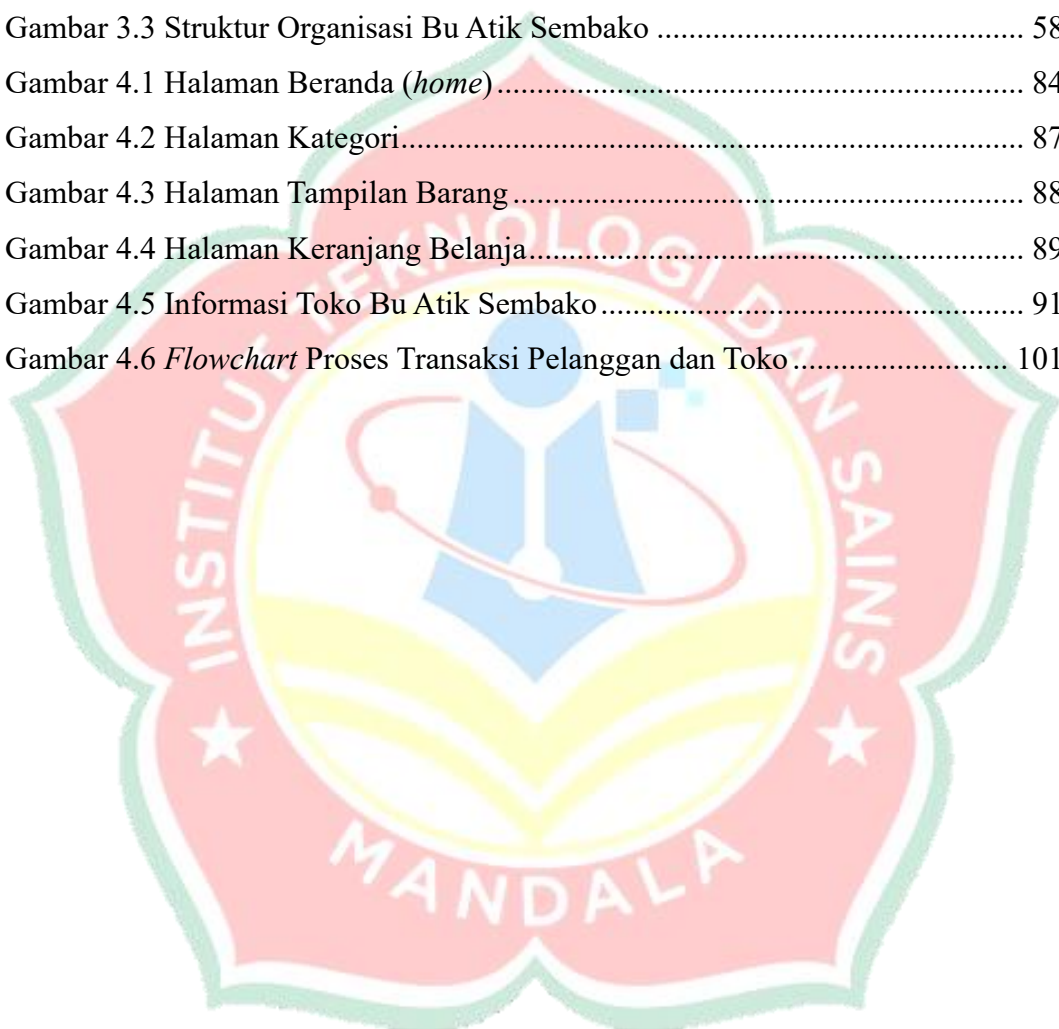 Gambar 3.3 Struktur Organisasi Bu Atik Sembako ............................................. 58
Gambar 4.1 Halaman Beranda (home) ................................................................ 84
Gambar 4.2 Halaman Kategori............................................................................ 87
Gambar 4.3 Halaman Tampilan Barang .............................................................. 88
Gambar 4.4 Halaman Keranjang Belanja............................................................ 89
Gambar 4.5 Informasi Toko Bu Atik Sembako .................................................... 91
Gambar 4.6 Flowchart Proses Transaksi Pelanggan dan Toko .......................... 101
INSTITUT TEKNOLOGI DAN SAINS
MANDALA